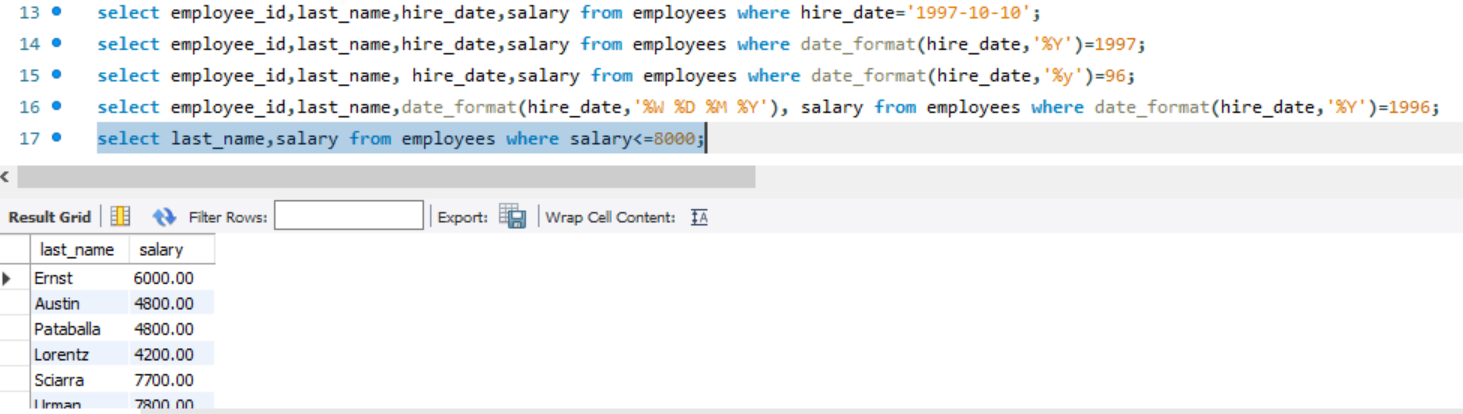 13 select employee_id,last_name,hire_date,salary from employees where hire_date='1997-10-10';
14 select employee_id,last_name,hire_date,salary from employees where date_format(hire_date,'%Y')=1997;
15 select employee_id,last_name, hire_date,salary from employees where date_format(hire_date,'%y')=96;
16 select employee_id,last_name,date_format(hire_date,'%W %D %M %Y'), salary from employees where date_format(hire_date,'%Y')=1996;
17 select last_name,salary from employees where salary<=8000;
Result Grid Filter Rows: Export: Wrap Cell Content:
last_name salary
Ernst 6000.00
Austin 4800.00
Pataballa 4800.00
Lorentz 4200.00
Sciarra 7700.00
Urman 7800.00